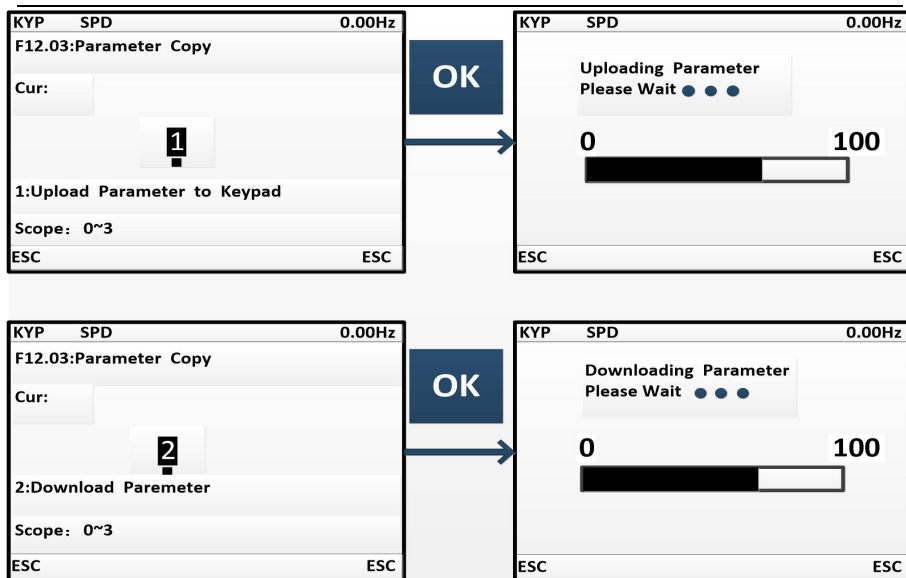 KYP SPD 0.00Hz
F12.03:Parameter Copy
Cur:
1
1:Upload Parameter to Keypad
Scope: 0~3
ESC ESC
OK
KYP SPD 0.00Hz
Uploading Parameter
Please Wait ● ● ●
0 100
ESC ESC
KYP SPD 0.00Hz
F12.03:Parameter Copy
Cur:
2
2:Download Paremeter
Scope: 0~3
ESC ESC
OK
KYP SPD 0.00Hz
Downloading Parameter
Please Wait ● ● ●
0 100
ESC ESC